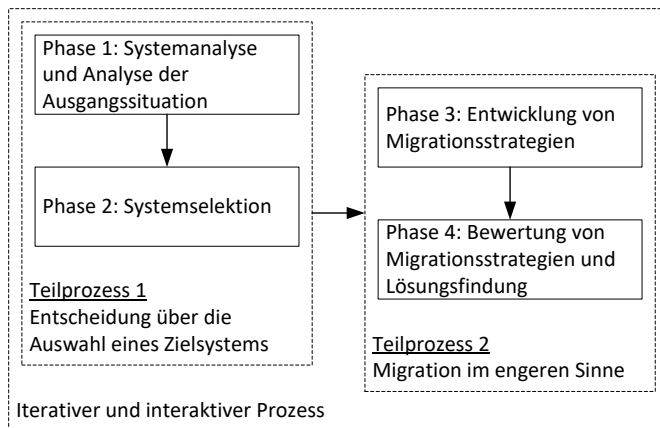 Phase 1: Systemanalyse
und Analyse der
Ausgangssituation
Phase 2: Systemselektion
Teilprozess 1
Entscheidung über die
Auswahl eines Zielsystems
Phase 3: Entwicklung von
Migrationsstrategien
Phase 4: Bewertung von
Migrationsstrategien und
Lösungsfindung
Teilprozess 2
Migration im engeren Sinne
Iterativer und interaktiver Prozess